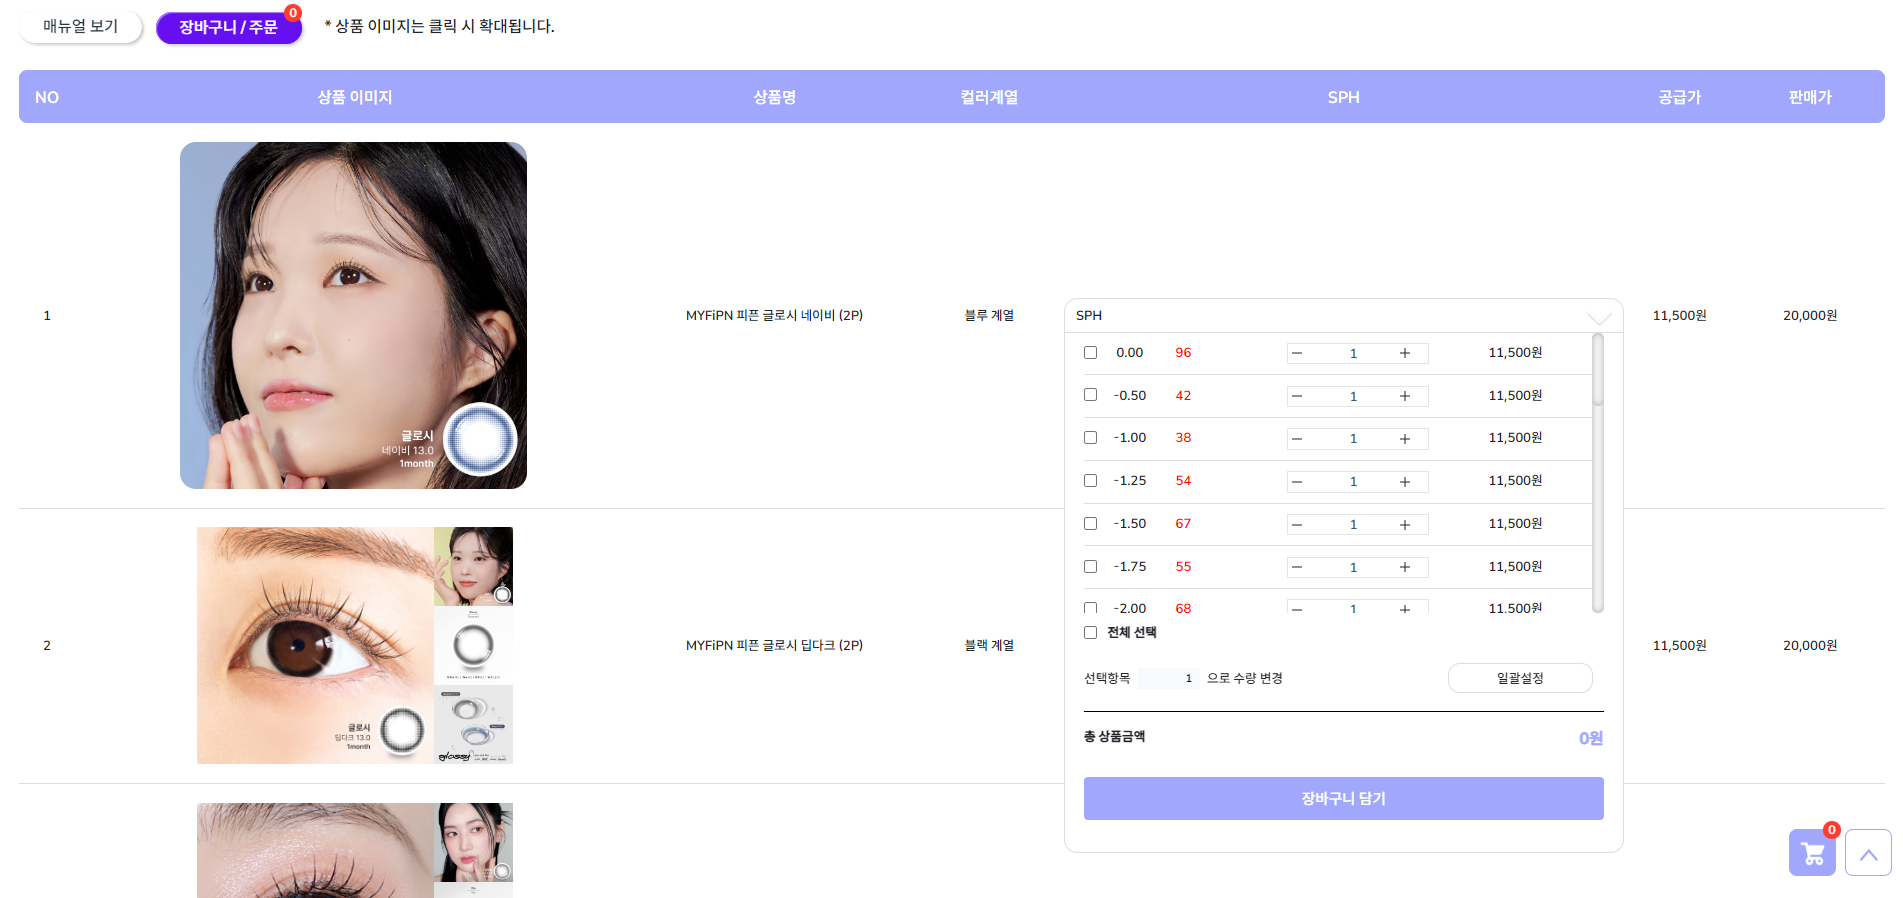 매뉴얼 보기
장바구니 / 주문
0
* 상품 이미지는 클릭 시 확대됩니다.
NO 상품 이미지 상품명 컬러계열 SPH 공급가 판매가
1
글로시
네이비 13.0
1month
MYFiPN 피픈 글로시 네이비 (2P)
블루 계열
SPH
0.00 96 1 11,500원
-0.50 42 1 11,500원
-1.00 38 1 11,500원
-1.25 54 1 11,500원
-1.50 67 1 11,500원
-1.75 55 1 11,500원
-2.00 68 1 11,500원
전체 선택
선택항목 1 으로 수량 변경 일괄설정
총 상품금액 0원
장바구니 담기
11,500원 20,000원
2
글로시
딥다크 13.0
1month
glossy
MYFiPN 피픈 글로시 딥다크 (2P)
블랙 계열
11,500원 20,000원
0